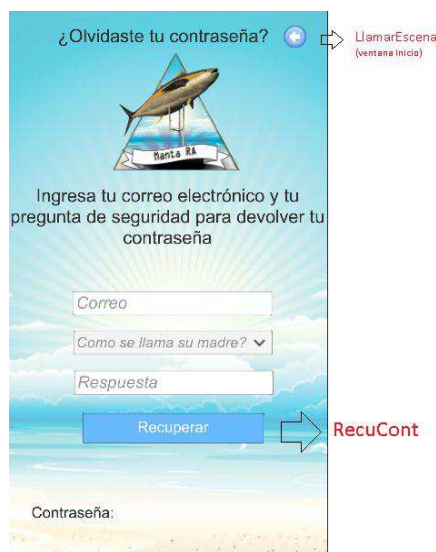 ¿Olvidaste tu contraseña?
LlamarEscena
(ventana Inicio)
Manta RA
Ingresa tu correo electrónico y tu
pregunta de seguridad para devolver tu
contraseña
Correo
Como se llama su madre?
Respuesta
Recuperar
RecuCont
Contraseña: